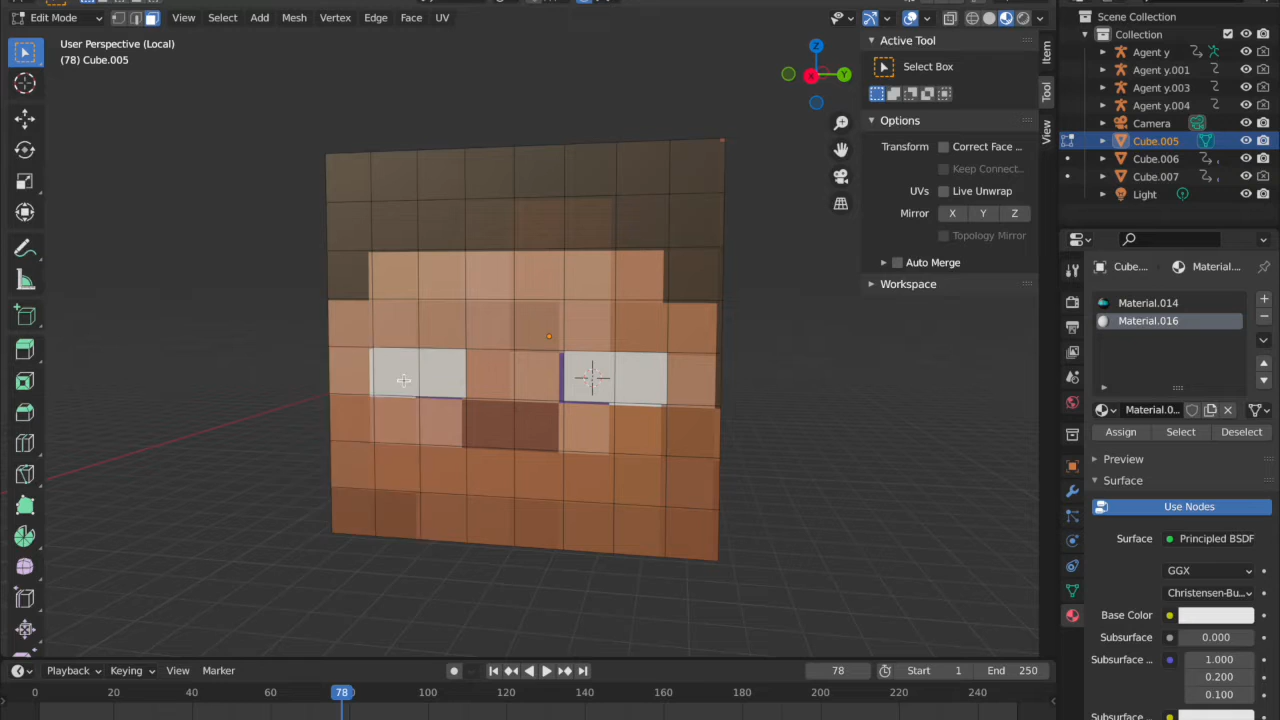 Edit Mode View Select Add Mesh Vertex Edge Face UV
User Perspective (Local)
(78) Cube.005
Z
Y
X
Active Tool
Select Box
Options
Transform Correct Face ...
Keep Connect...
UVs Live Unwrap
Mirror X Y Z
Topology Mirror
Auto Merge
Workspace
Item
Tool
View
Scene Collection
Collection
Agent y
Agent y.001
Agent y.003
Agent y.004
Camera
Cube.005
Cube.006
Cube.007
Light
Cube.... Material....
Material.014
Material.016
Material.0...
Assign Select Deselect
Preview
Surface
Use Nodes
Surface Principled BSDF
GGX
Christensen-Bu...
Base Color
Subsurface 0.000
Subsurface ... 1.000
0.200
0.100
Playback Keying View Marker 78 Start 1 End 250
0 20 40 60 78 100 120 140 160 180 200 220 240